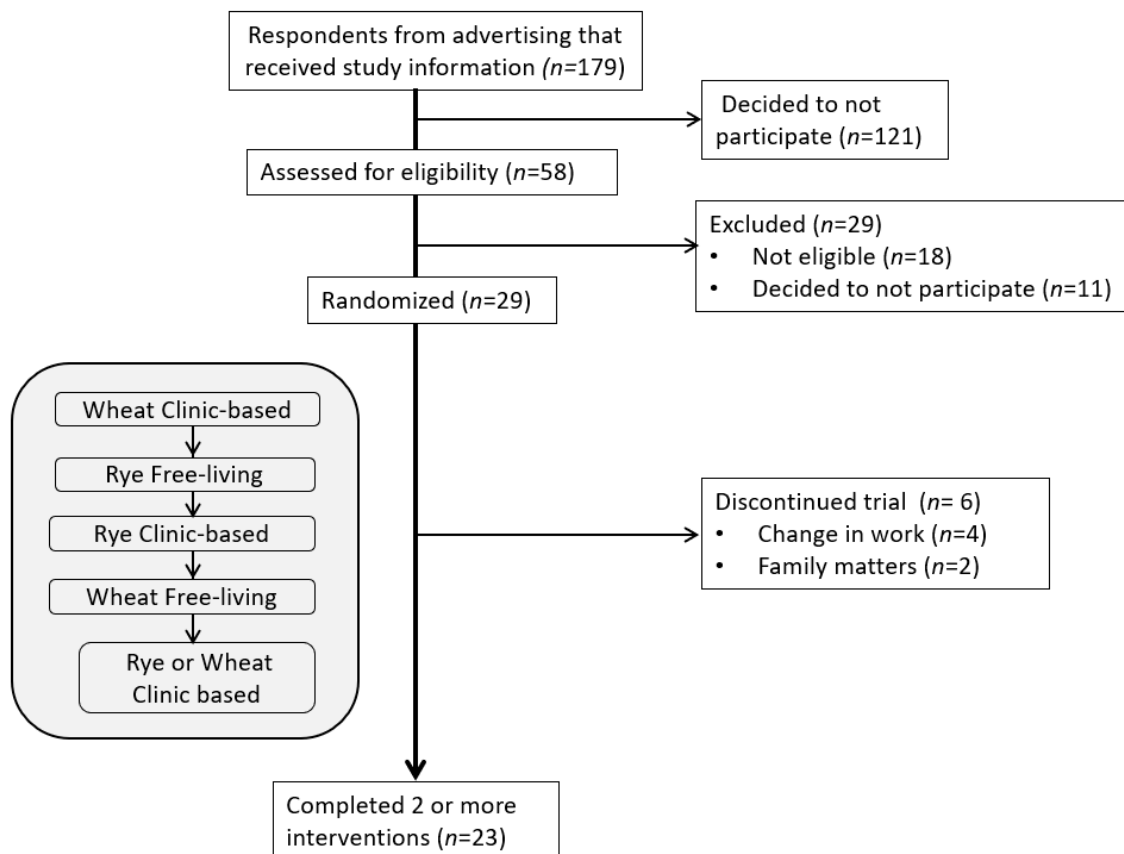 Respondents from advertising that
received study information (n=179)
Decided to not
participate (n=121)
Assessed for eligibility (n=58)
Excluded (n=29)
• Not eligible (n=18)
• Decided to not participate (n=11)
Randomized (n=29)
Wheat Clinic-based
Rye Free-living
Rye Clinic-based
Wheat Free-living
Rye or Wheat
Clinic based
Discontinued trial (n= 6)
• Change in work (n=4)
• Family matters (n=2)
Completed 2 or more
interventions (n=23)